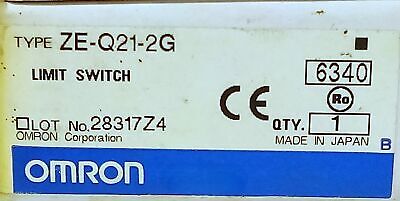 TYPE ZE-Q21-2G
LIMIT SWITCH
6340
CE
Ro
LOT No. 28317Z4
QTY. 1
OMRON Corporation
MADE IN JAPAN
B
OMRON